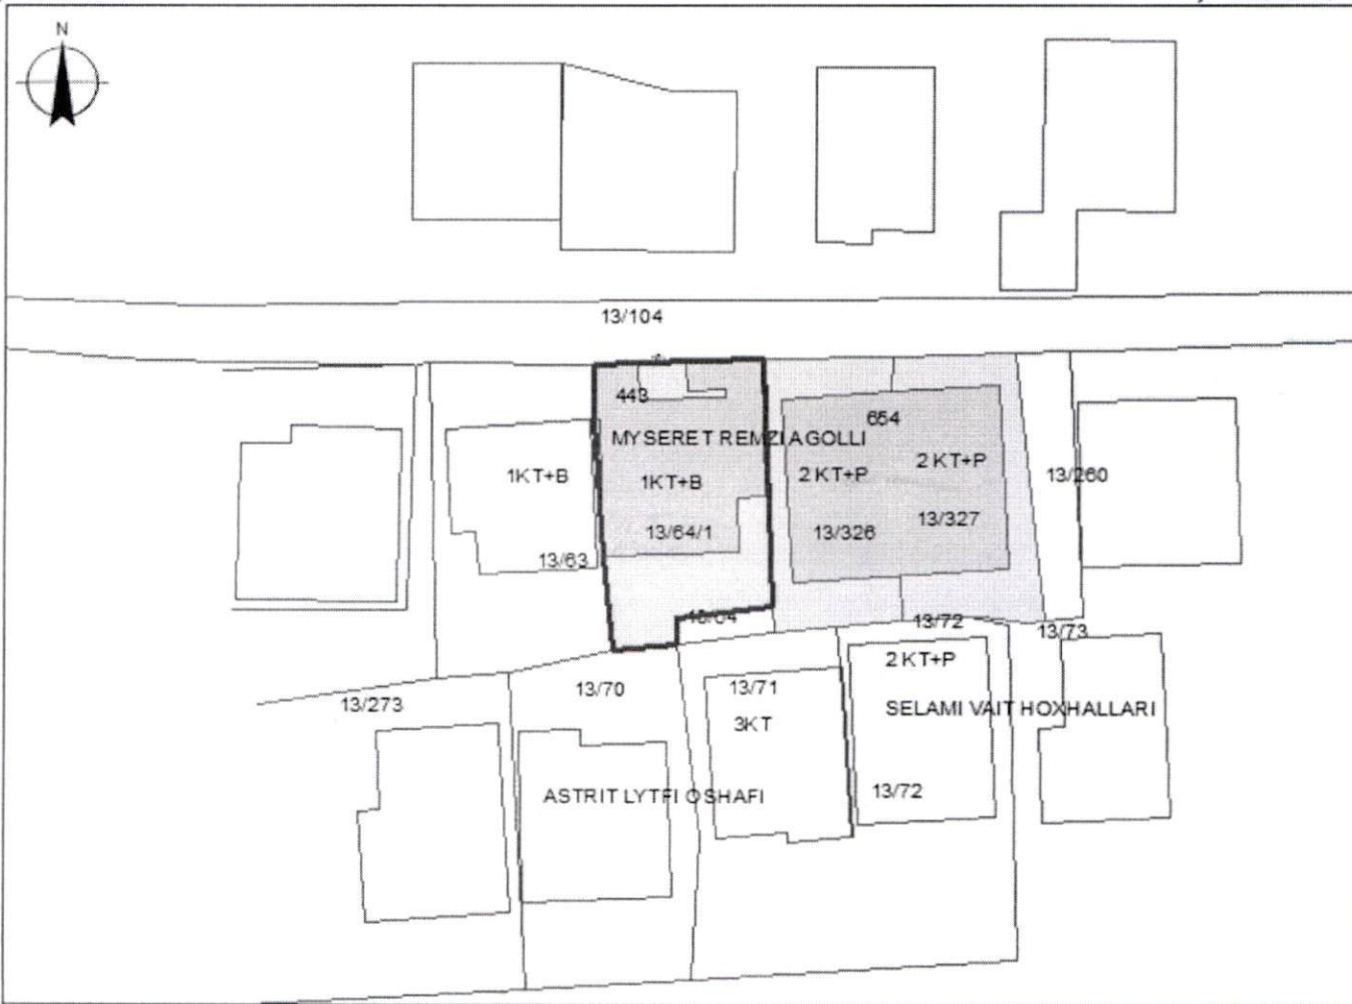 N
13/104
443
654
MYSERET REMZI AGOLLI
2 KT+P
1KT+B
1KT+B
2 KT+P
13/260
13/327
13/64/1
13/326
13/63
13/72
13/73
2 KT+P
13/70
13/71
13/273
SELAMI VAIT HOXHALLARI
3KT
13/72
ASTRIT LYTFI OSHAFI